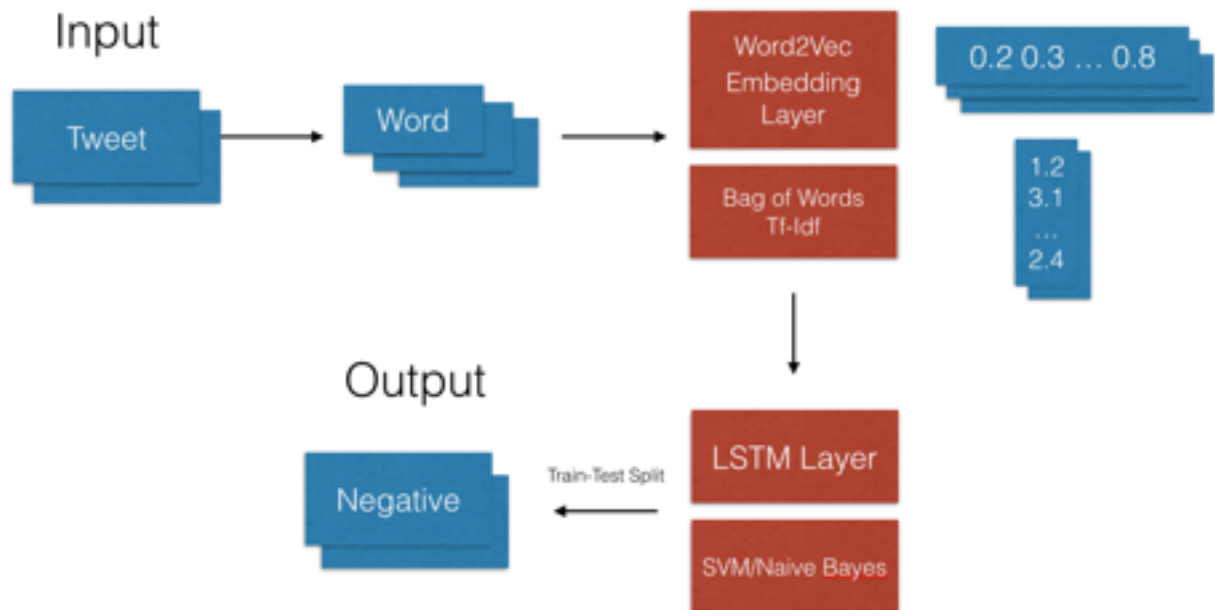 Input
Tweet
Word
Word2Vec
Embedding
Layer
0.2 0.3 … 0.8
Bag of Words
Tf-Idf
1.2
3.1
…
2.4
Output
Negative
Train-Test Split
LSTM Layer
SVM/Naive Bayes